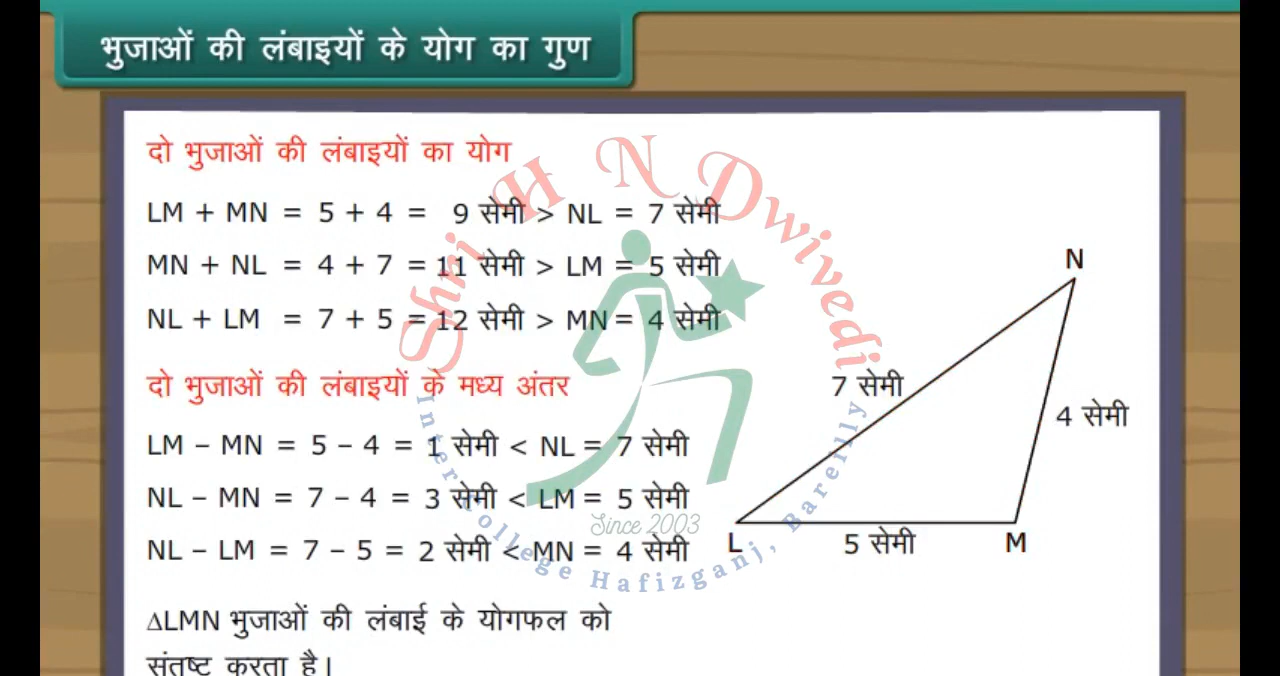 भुजाओं की लंबाइयों के योग का गुण
दो भुजाओं की लंबाइयों का योग
LM + MN = 5 + 4 = 9 सेमी > NL = 7 सेमी
MN + NL = 4 + 7 = 11 सेमी > LM = 5 सेमी
NL + LM = 7 + 5 = 12 सेमी > MN = 4 सेमी
दो भुजाओं की लंबाइयों के मध्य अंतर
LM – MN = 5 – 4 = 1 सेमी < NL = 7 सेमी
NL – MN = 7 – 4 = 3 सेमी < LM = 5 सेमी
NL – LM = 7 – 5 = 2 सेमी < MN = 4 सेमी
ΔLMN भुजाओं की लंबाई के योगफल को
संतुष्ट करता है।
N
7 सेमी
4 सेमी
L
5 सेमी
M
Shri H N Dwivedi
Inter College Hafizganj, Bareilly
Since 2003